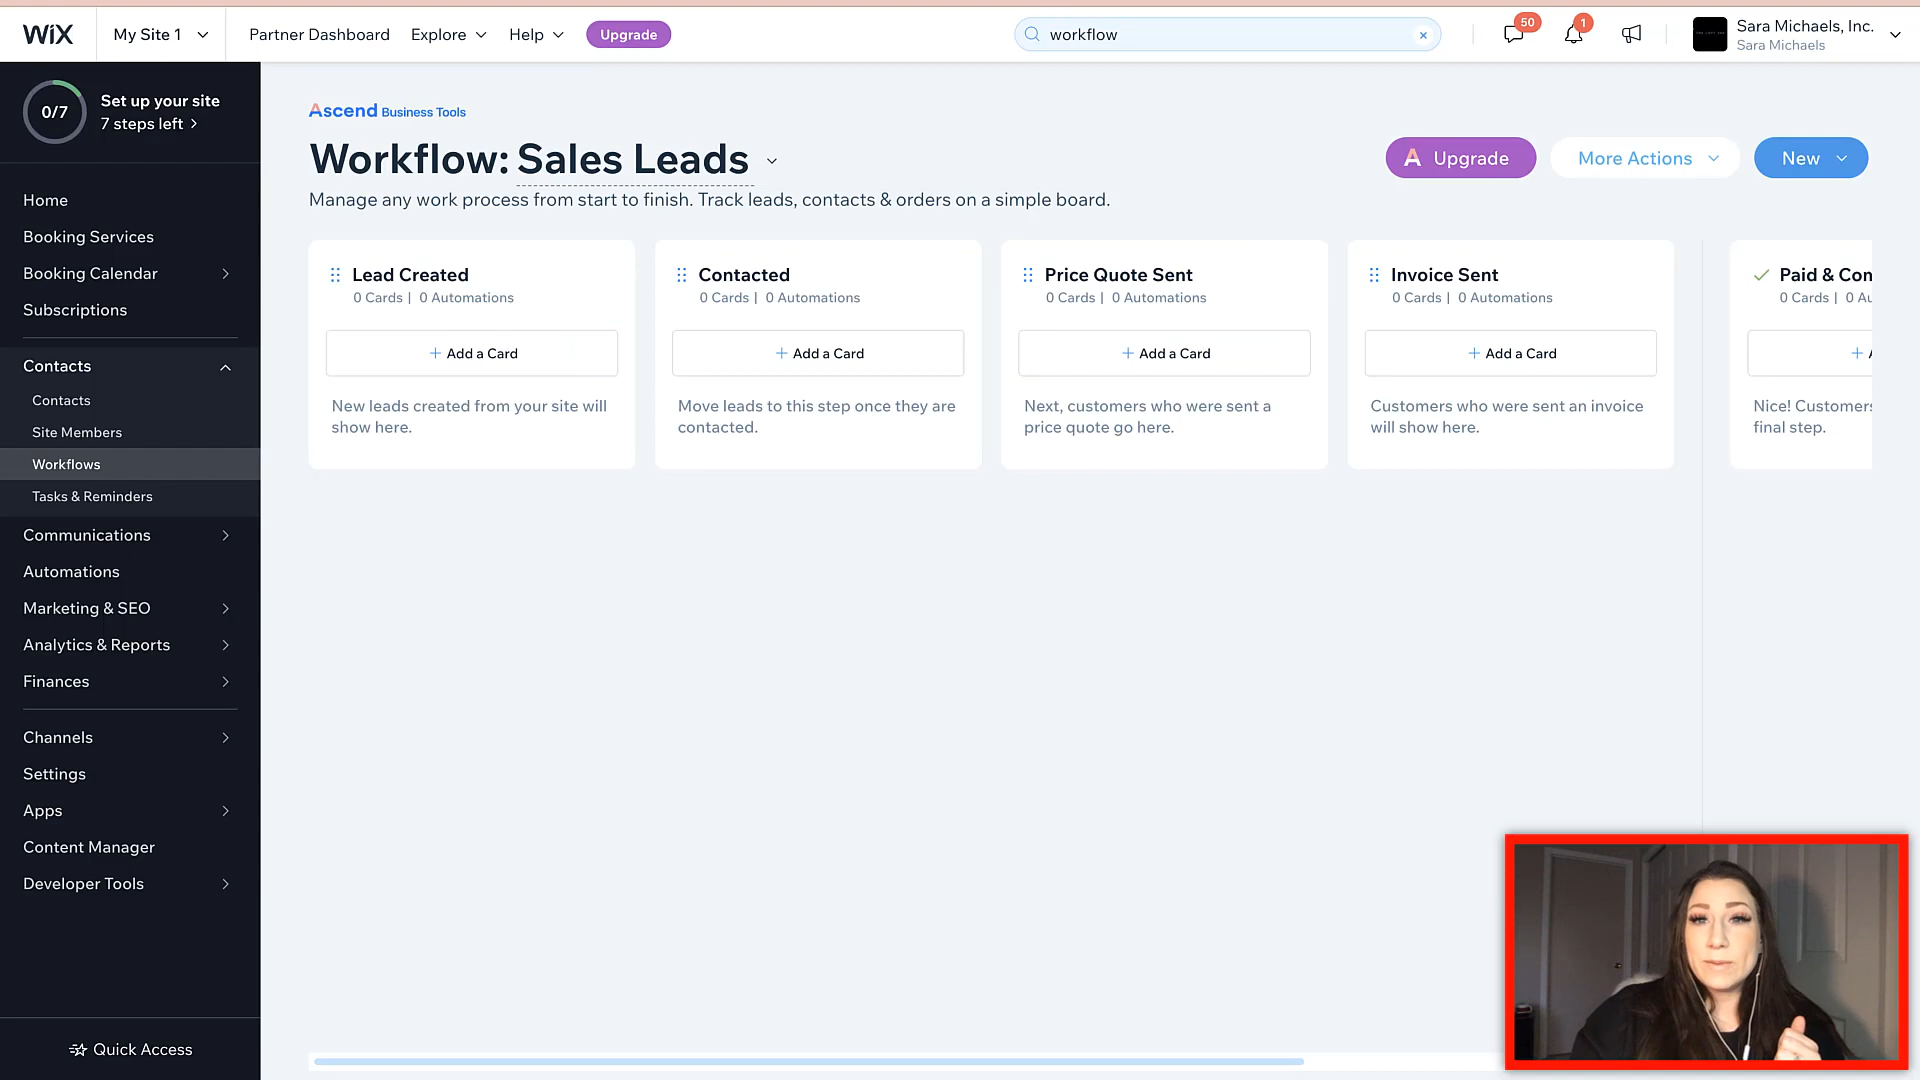 WiX
My Site 1
Partner Dashboard
Explore
Help
Upgrade
workflow
50
1
Sara Michaels, Inc.
Sara Michaels
0/7
Set up your site
7 steps left
Home
Booking Services
Booking Calendar
Subscriptions
Contacts
Contacts
Site Members
Workflows
Tasks & Reminders
Communications
Automations
Marketing & SEO
Analytics & Reports
Finances
Channels
Settings
Apps
Content Manager
Developer Tools
Quick Access
Ascend Business Tools
Workflow: Sales Leads
Manage any work process from start to finish. Track leads, contacts & orders on a simple board.
A Upgrade
More Actions
New
Lead Created
0 Cards | 0 Automations
+ Add a Card
New leads created from your site will
show here.
Contacted
0 Cards | 0 Automations
+ Add a Card
Move leads to this step once they are
contacted.
Price Quote Sent
0 Cards | 0 Automations
+ Add a Card
Next, customers who were sent a
price quote go here.
Invoice Sent
0 Cards | 0 Automations
+ Add a Card
Customers who were sent an invoice
will show here.
Paid & Con
0 Cards | 0 Au
+ A
Nice! Customers
final step.